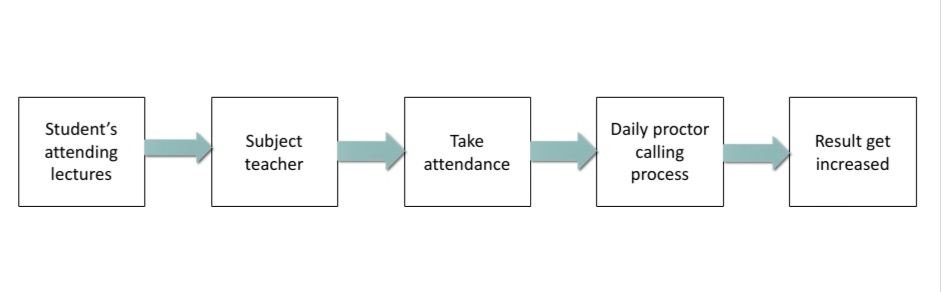 Student’s
attending
lectures
Subject
teacher
Take
attendance
Daily proctor
calling
process
Result get
increased